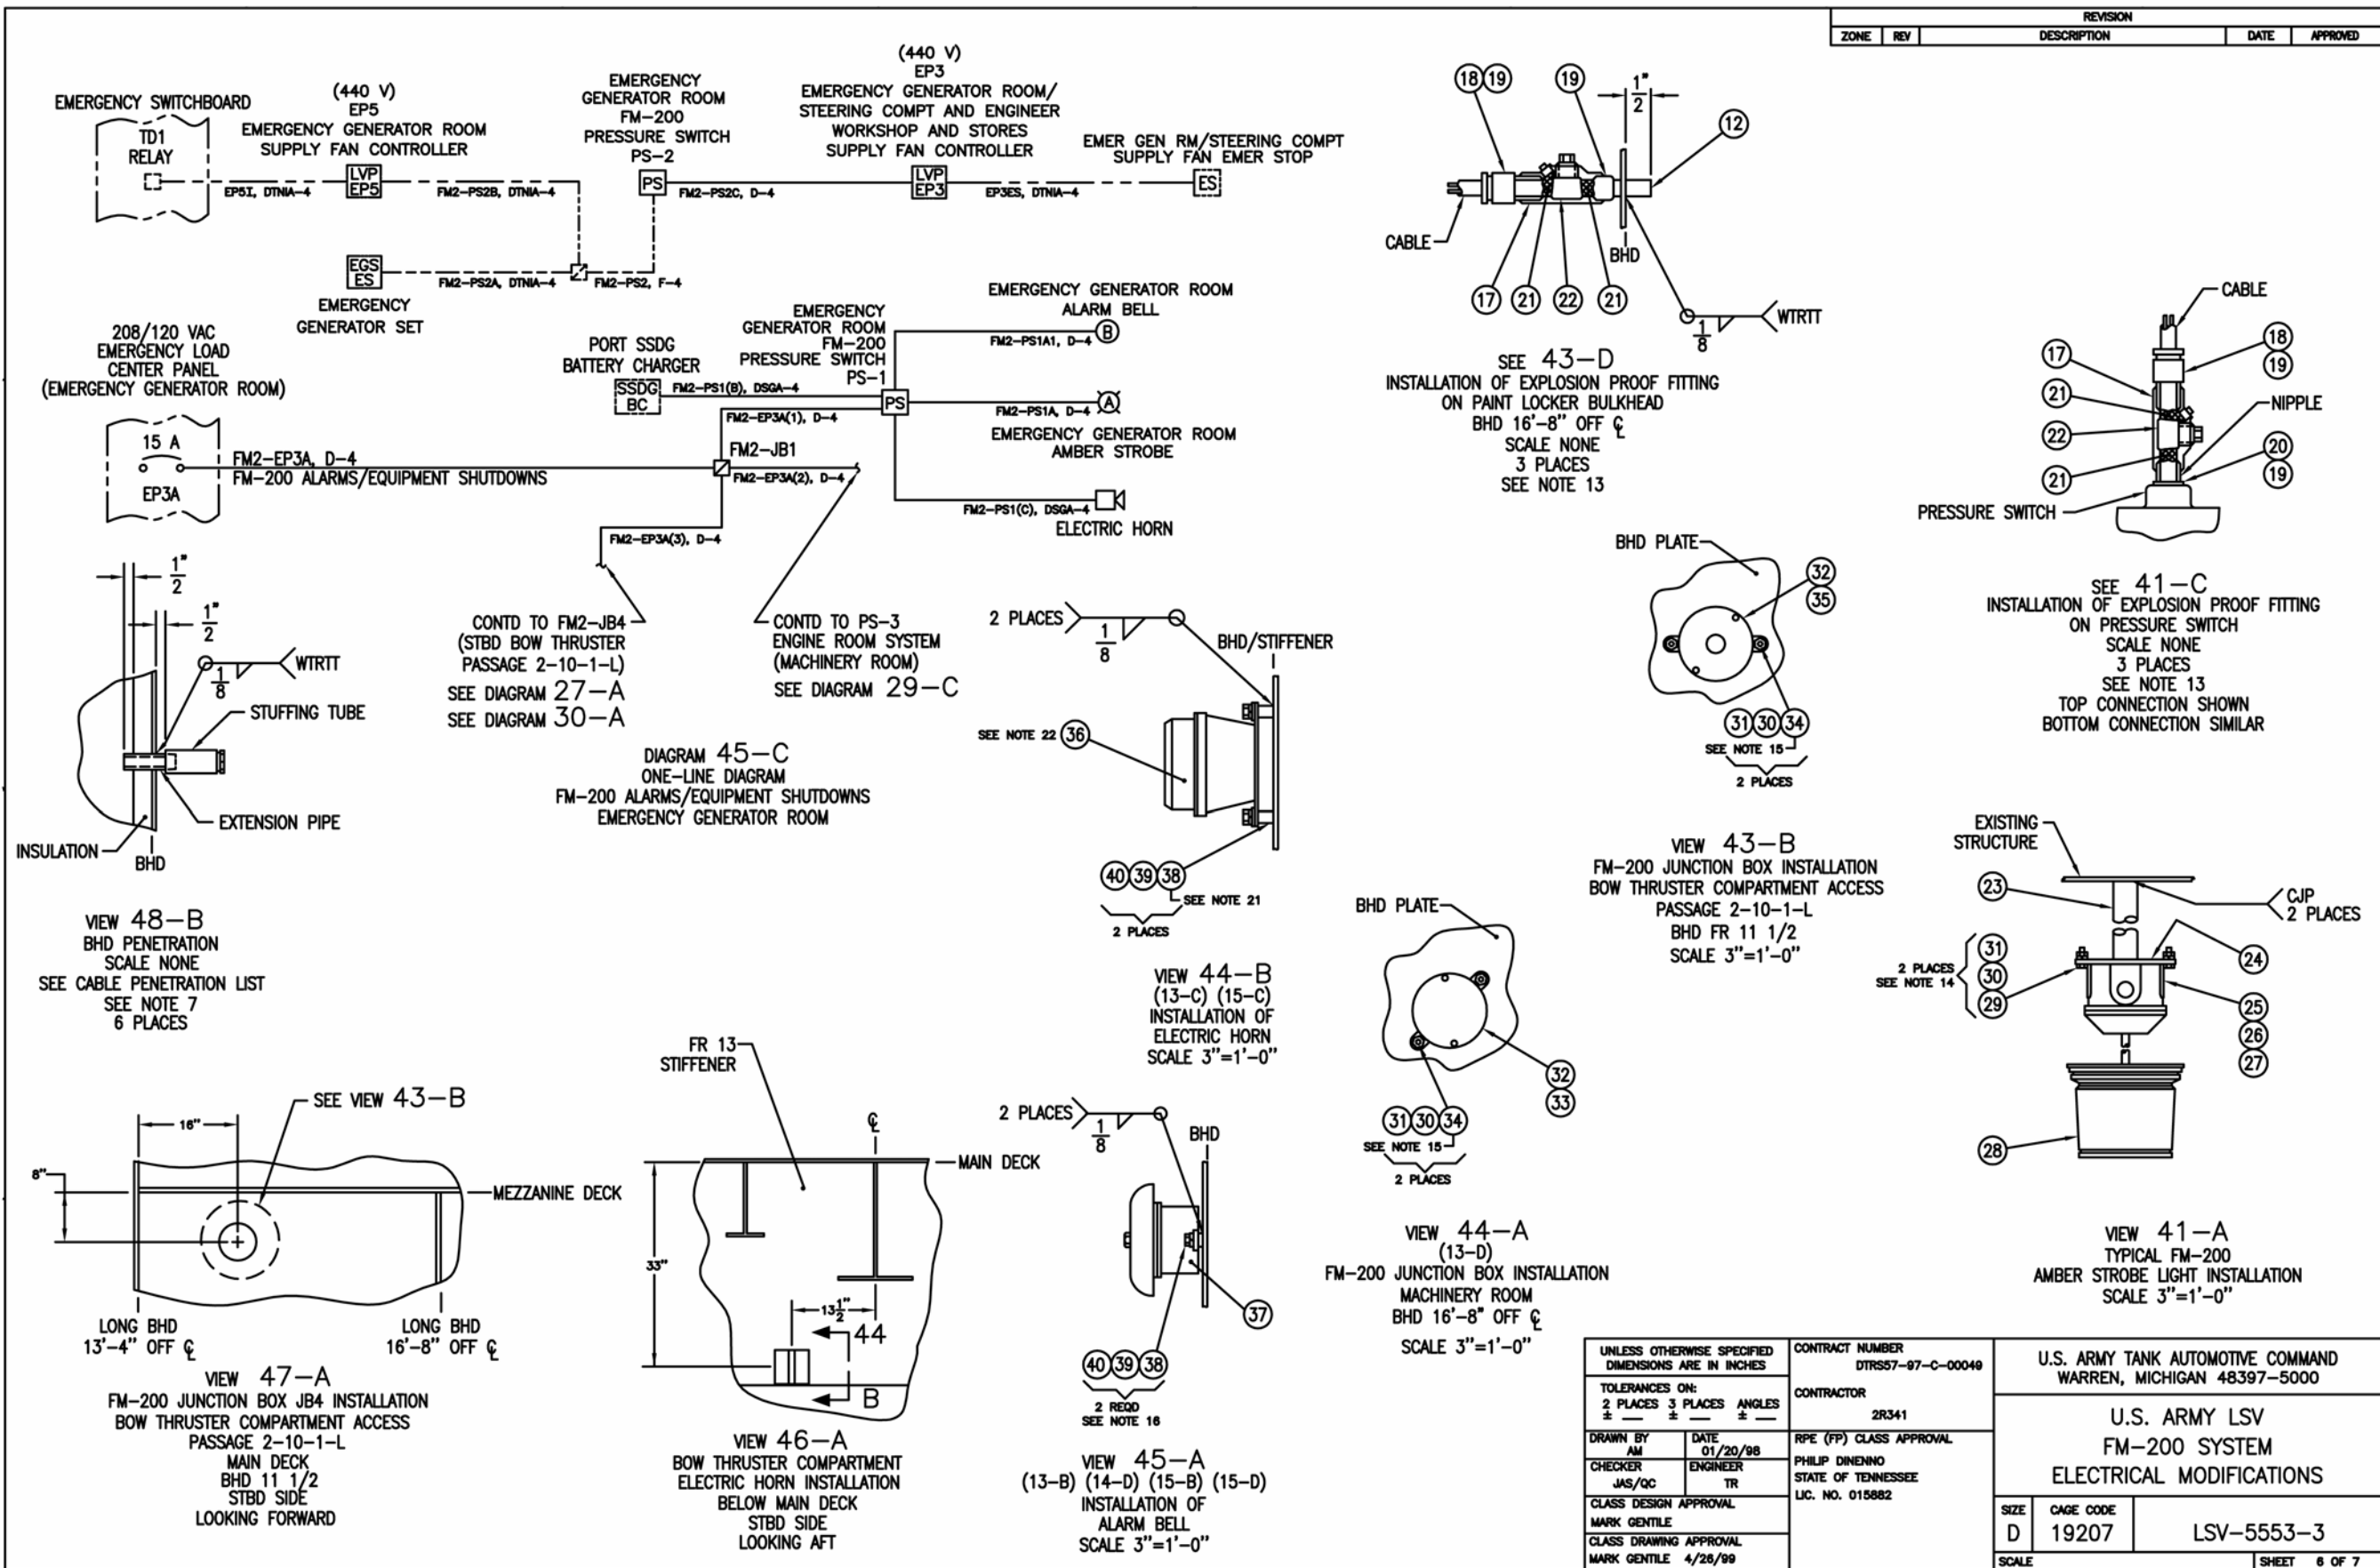 REVISION
ZONE REV DESCRIPTION DATE APPROVED
EMERGENCY SWITCHBOARD
TD1
RELAY
EP5I, DTNIA-4
(440 V)
EP5
EMERGENCY GENERATOR ROOM
SUPPLY FAN CONTROLLER
LVP
EP5
FM2-PS2B, DTNIA-4
EMERGENCY
GENERATOR ROOM
FM-200
PRESSURE SWITCH
PS-2
PS
FM2-PS2C, D-4
(440 V)
EP3
EMERGENCY GENERATOR ROOM/
STEERING COMPT AND ENGINEER
WORKSHOP AND STORES
SUPPLY FAN CONTROLLER
LVP
EP3
EP3ES, DTNIA-4
EMER GEN RM/STEERING COMPT
SUPPLY FAN EMER STOP
ES
EGS
ES
FM2-PS2A, DTNIA-4
FM2-PS2, F-4
EMERGENCY
GENERATOR SET
208/120 VAC
EMERGENCY LOAD
CENTER PANEL
(EMERGENCY GENERATOR ROOM)
15 A
EP3A
FM2-EP3A, D-4
FM-200 ALARMS/EQUIPMENT SHUTDOWNS
PORT SSDG
BATTERY CHARGER
SSDG
BC
FM2-PS1(B), DSGA-4
FM2-EP3A(1), D-4
FM2-JB1
FM2-EP3A(2), D-4
FM2-EP3A(3), D-4
EMERGENCY
GENERATOR ROOM
FM-200
PRESSURE SWITCH
PS-1
PS
EMERGENCY GENERATOR ROOM
ALARM BELL
FM2-PS1A1, D-4
B
FM2-PS1A, D-4
A
EMERGENCY GENERATOR ROOM
AMBER STROBE
FM2-PS1(C), DSGA-4
ELECTRIC HORN
CONTD TO FM2-JB4
(STBD BOW THRUSTER
PASSAGE 2-10-1-L)
SEE DIAGRAM 27-A
SEE DIAGRAM 30-A
CONTD TO PS-3
ENGINE ROOM SYSTEM
(MACHINERY ROOM)
SEE DIAGRAM 29-C
DIAGRAM 45-C
ONE-LINE DIAGRAM
FM-200 ALARMS/EQUIPMENT SHUTDOWNS
EMERGENCY GENERATOR ROOM
18 19
19
1"
2
12
CABLE
BHD
17 21 22 21
1
8
WTRTT
SEE 43-D
INSTALLATION OF EXPLOSION PROOF FITTING
ON PAINT LOCKER BULKHEAD
BHD 16'-8" OFF ℄
SCALE NONE
3 PLACES
SEE NOTE 13
CABLE
17
21
22
21
18
19
NIPPLE
20
19
PRESSURE SWITCH
SEE 41-C
INSTALLATION OF EXPLOSION PROOF FITTING
ON PRESSURE SWITCH
SCALE NONE
3 PLACES
SEE NOTE 13
TOP CONNECTION SHOWN
BOTTOM CONNECTION SIMILAR
1"
2
1"
2
1
8
WTRTT
STUFFING TUBE
EXTENSION PIPE
INSULATION
BHD
VIEW 48-B
BHD PENETRATION
SCALE NONE
SEE CABLE PENETRATION LIST
SEE NOTE 7
6 PLACES
2 PLACES
1
8
BHD/STIFFENER
SEE NOTE 22 36
40 39 38
SEE NOTE 21
2 PLACES
VIEW 44-B
(13-C) (15-C)
INSTALLATION OF
ELECTRIC HORN
SCALE 3"=1'-0"
BHD PLATE
32
35
31 30 34
SEE NOTE 15
2 PLACES
VIEW 43-B
FM-200 JUNCTION BOX INSTALLATION
BOW THRUSTER COMPARTMENT ACCESS
PASSAGE 2-10-1-L
BHD FR 11 1/2
SCALE 3"=1'-0"
BHD PLATE
32
33
31 30 34
SEE NOTE 15
2 PLACES
VIEW 44-A
(13-D)
FM-200 JUNCTION BOX INSTALLATION
MACHINERY ROOM
BHD 16'-8" OFF ℄
SCALE 3"=1'-0"
EXISTING
STRUCTURE
23
CJP
2 PLACES
2 PLACES
SEE NOTE 14
31
30
29
24
25
26
27
28
VIEW 41-A
TYPICAL FM-200
AMBER STROBE LIGHT INSTALLATION
SCALE 3"=1'-0"
SEE VIEW 43-B
16"
8"
MEZZANINE DECK
LONG BHD
13'-4" OFF ℄
LONG BHD
16'-8" OFF ℄
VIEW 47-A
FM-200 JUNCTION BOX JB4 INSTALLATION
BOW THRUSTER COMPARTMENT ACCESS
PASSAGE 2-10-1-L
MAIN DECK
BHD 11 1/2
STBD SIDE
LOOKING FORWARD
FR 13
STIFFENER
℄
MAIN DECK
33"
13 1/2"
44
B
VIEW 46-A
BOW THRUSTER COMPARTMENT
ELECTRIC HORN INSTALLATION
BELOW MAIN DECK
STBD SIDE
LOOKING AFT
2 PLACES
1
8
BHD
37
40 39 38
2 REQD
SEE NOTE 16
VIEW 45-A
(13-B) (14-D) (15-B) (15-D)
INSTALLATION OF
ALARM BELL
SCALE 3"=1'-0"
UNLESS OTHERWISE SPECIFIED
DIMENSIONS ARE IN INCHES
TOLERANCES ON:
2 PLACES 3 PLACES ANGLES
± __ ± __ ± __
DRAWN BY
AM
DATE
01/20/98
CHECKER
JAS/QC
ENGINEER
TR
CLASS DESIGN APPROVAL
MARK GENTILE
CLASS DRAWING APPROVAL
MARK GENTILE 4/26/99
CONTRACT NUMBER
DTRS57-97-C-00049
CONTRACTOR
2R341
RPE (FP) CLASS APPROVAL
PHILIP DINENNO
STATE OF TENNESSEE
LIC. NO. 015882
U.S. ARMY TANK AUTOMOTIVE COMMAND
WARREN, MICHIGAN 48397-5000
U.S. ARMY LSV
FM-200 SYSTEM
ELECTRICAL MODIFICATIONS
SIZE
D
CAGE CODE
19207
LSV-5553-3
SCALE
SHEET 6 OF 7